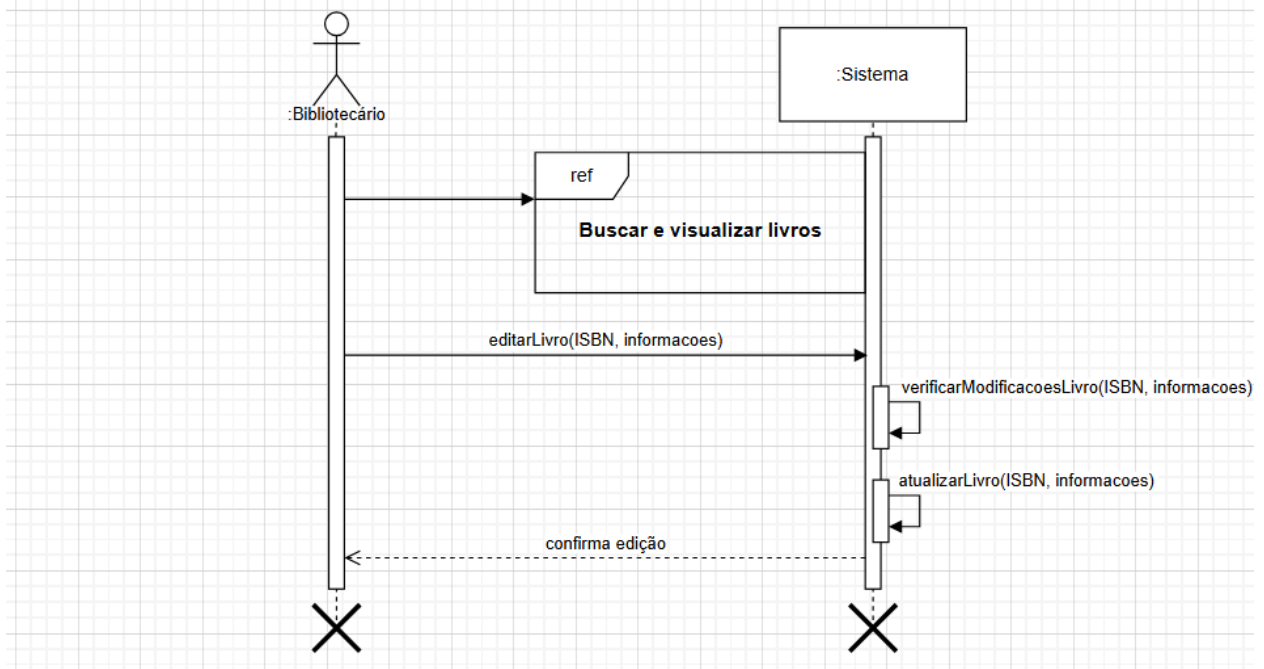 :Sistema
:Bibliotecário
ref
Buscar e visualizar livros
editarLivro(ISBN, informacoes)
verificarModificacoesLivro(ISBN, informacoes)
atualizarLivro(ISBN, informacoes)
confirma edição